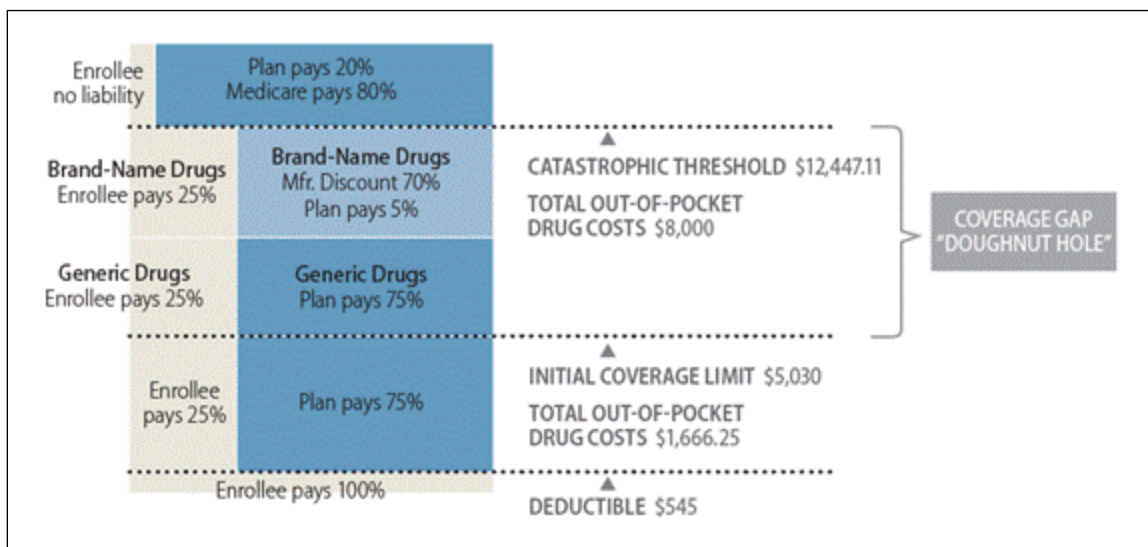 Enrollee
no liability
Plan pays 20%
Medicare pays 80%
Brand-Name Drugs
Enrollee pays 25%
Brand-Name Drugs
Mfr. Discount 70%
Plan pays 5%
CATASTROPHIC THRESHOLD $12,447.11
TOTAL OUT-OF-POCKET
DRUG COSTS $8,000
COVERAGE GAP
"DOUGHNUT HOLE"
Generic Drugs
Enrollee pays 25%
Generic Drugs
Plan pays 75%
Enrollee
pays 25%
Plan pays 75%
INITIAL COVERAGE LIMIT $5,030
TOTAL OUT-OF-POCKET
DRUG COSTS $1,666.25
Enrollee pays 100%
DEDUCTIBLE $545